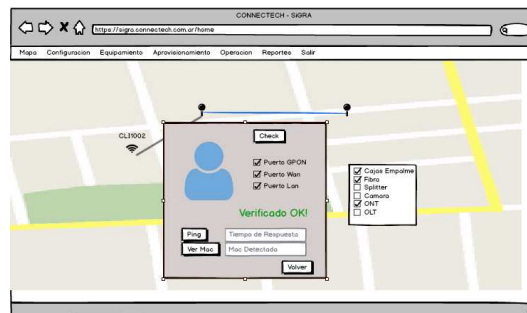 CONNECTECH - SiGRA
https://sigra.connectech.com.ar/home
Mapa Configuracion Equipamiento Aprovisionamiento Operacion Reportes Salir
CLI1002
Check
Puerto GPON
Puerto Wan
Puerto Lan
Verificado OK!
Ping Tiempo de Respuesta
Ver Mac Mac Detectada
Volver
Cajas Empalme
Fibra
Splitter
Camara
ONT
OLT